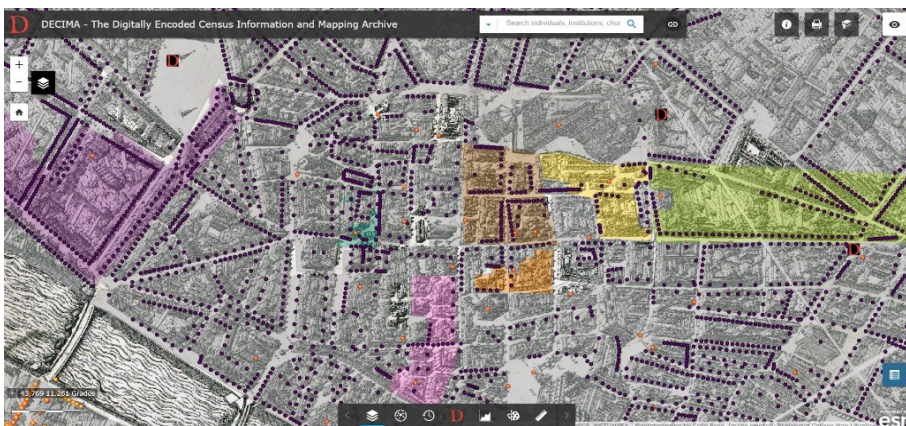 D DECIMA - The Digitally Encoded Census Information and Mapping Archive
Search individuals, institutions, chur
D
D
D
+
-
43,769 11,261 Grades
D
esri